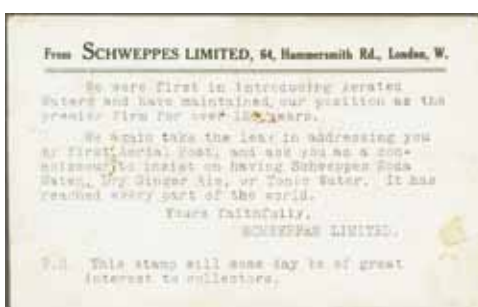 From SCHWEPPES LIMITED, 64, Hammersmith Rd., London, W.
We were first in introducing Aerated
Waters and have maintained our position as the
premier Firm for over years.
We again take the lead in addressing you
by first Aerial Post, and ask you as a con-
noisseur to insist on having Schweppes Soda
Water, Dry Ginger Ale, or Tonic Water. It has
reached every part of the world.
Yours faithfully,
SCHWEPPES LIMITED.
P.S. This stamp will some day be of great
interest to collectors.